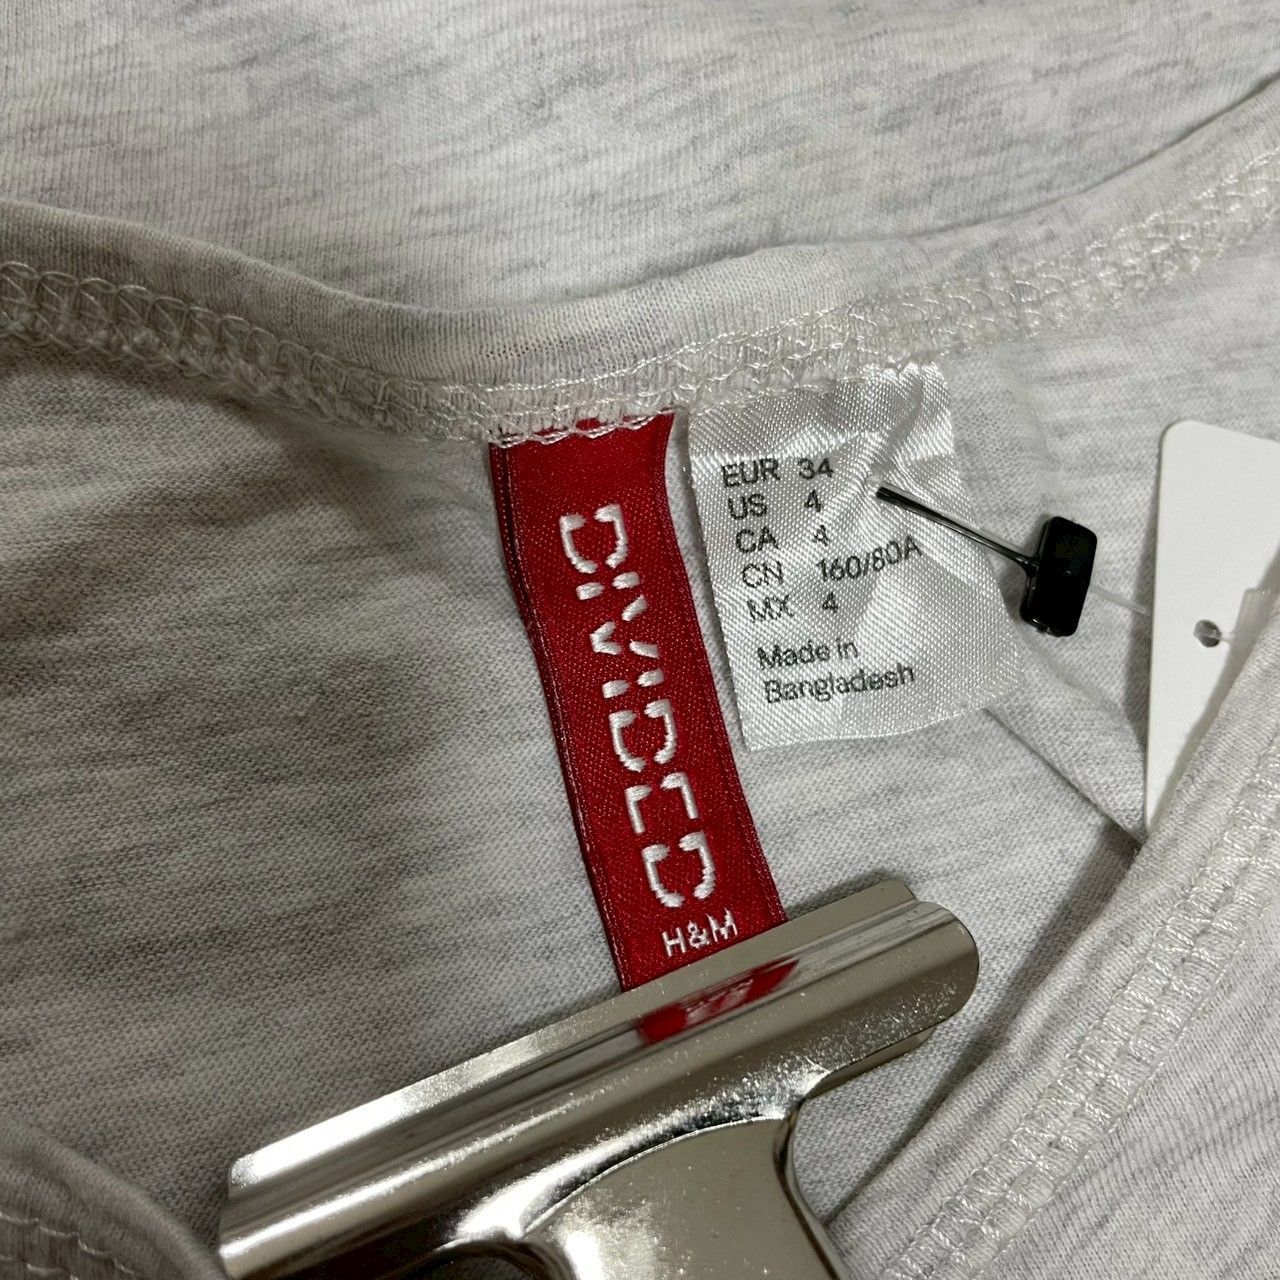 DIVIDED
H&M
EUR 34
US 4
CA 4
CN 160/80A
MX 4
Made in
Bangladesh